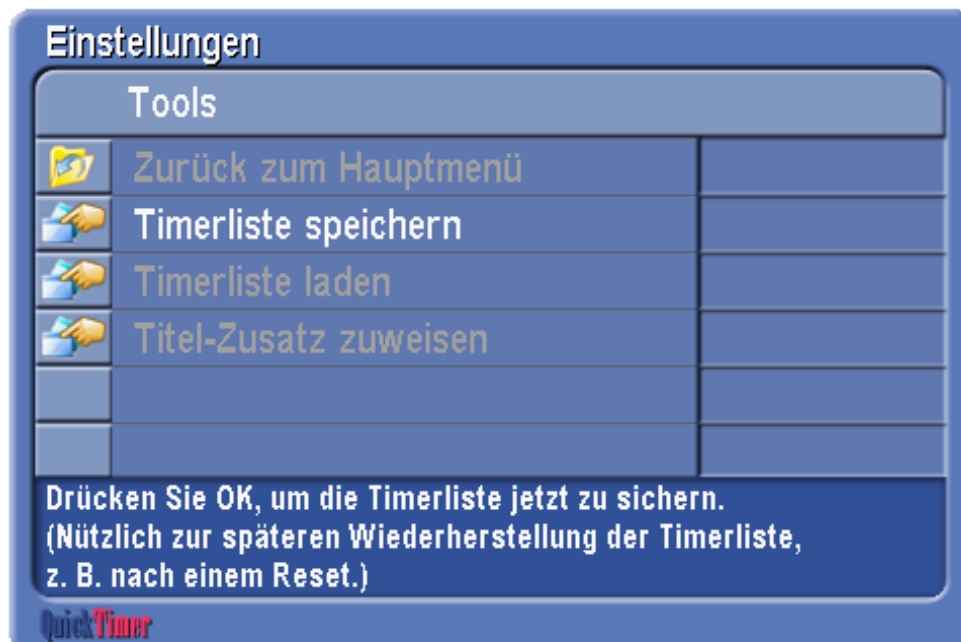 Einstellungen
Tools
Zurück zum Hauptmenü
Timerliste speichern
Timerliste laden
Titel-Zusatz zuweisen
Drücken Sie OK, um die Timerliste jetzt zu sichern.
(Nützlich zur späteren Wiederherstellung der Timerliste,
z. B. nach einem Reset.)
QuickTimer